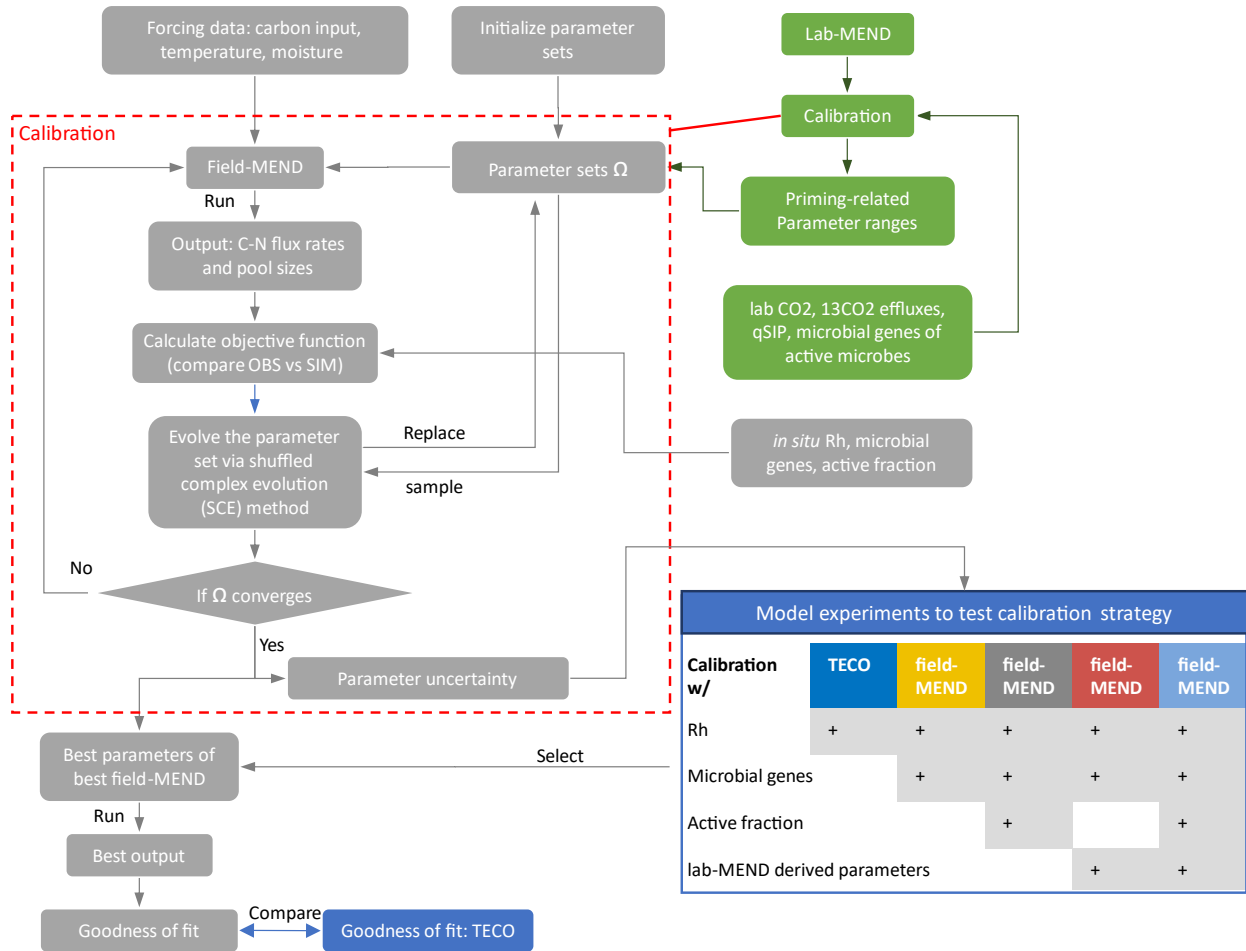 Forcing data: carbon input,
temperature, moisture
Initialize parameter
sets
Lab-MEND
Calibration
Calibration
Field-MEND
Parameter sets Ω
Run
Priming-related
Parameter ranges
Output: C-N flux rates
and pool sizes
lab CO2, 13CO2 effluxes,
qSIP, microbial genes of
active microbes
Calculate objective function
(compare OBS vs SIM)
Evolve the parameter
set via shuffled
complex evolution
(SCE) method
Replace
sample
in situ Rh, microbial
genes, active fraction
No
If Ω converges
Yes
Parameter uncertainty
Model experiments to test calibration strategy
Calibration
w/
TECO
field-
MEND
field-
MEND
field-
MEND
field-
MEND
Rh + + + + +
Microbial genes + + + +
Active fraction + +
lab-MEND derived parameters + +
Best parameters of
best field-MEND
Select
Run
Best output
Goodness of fit
Compare
Goodness of fit: TECO